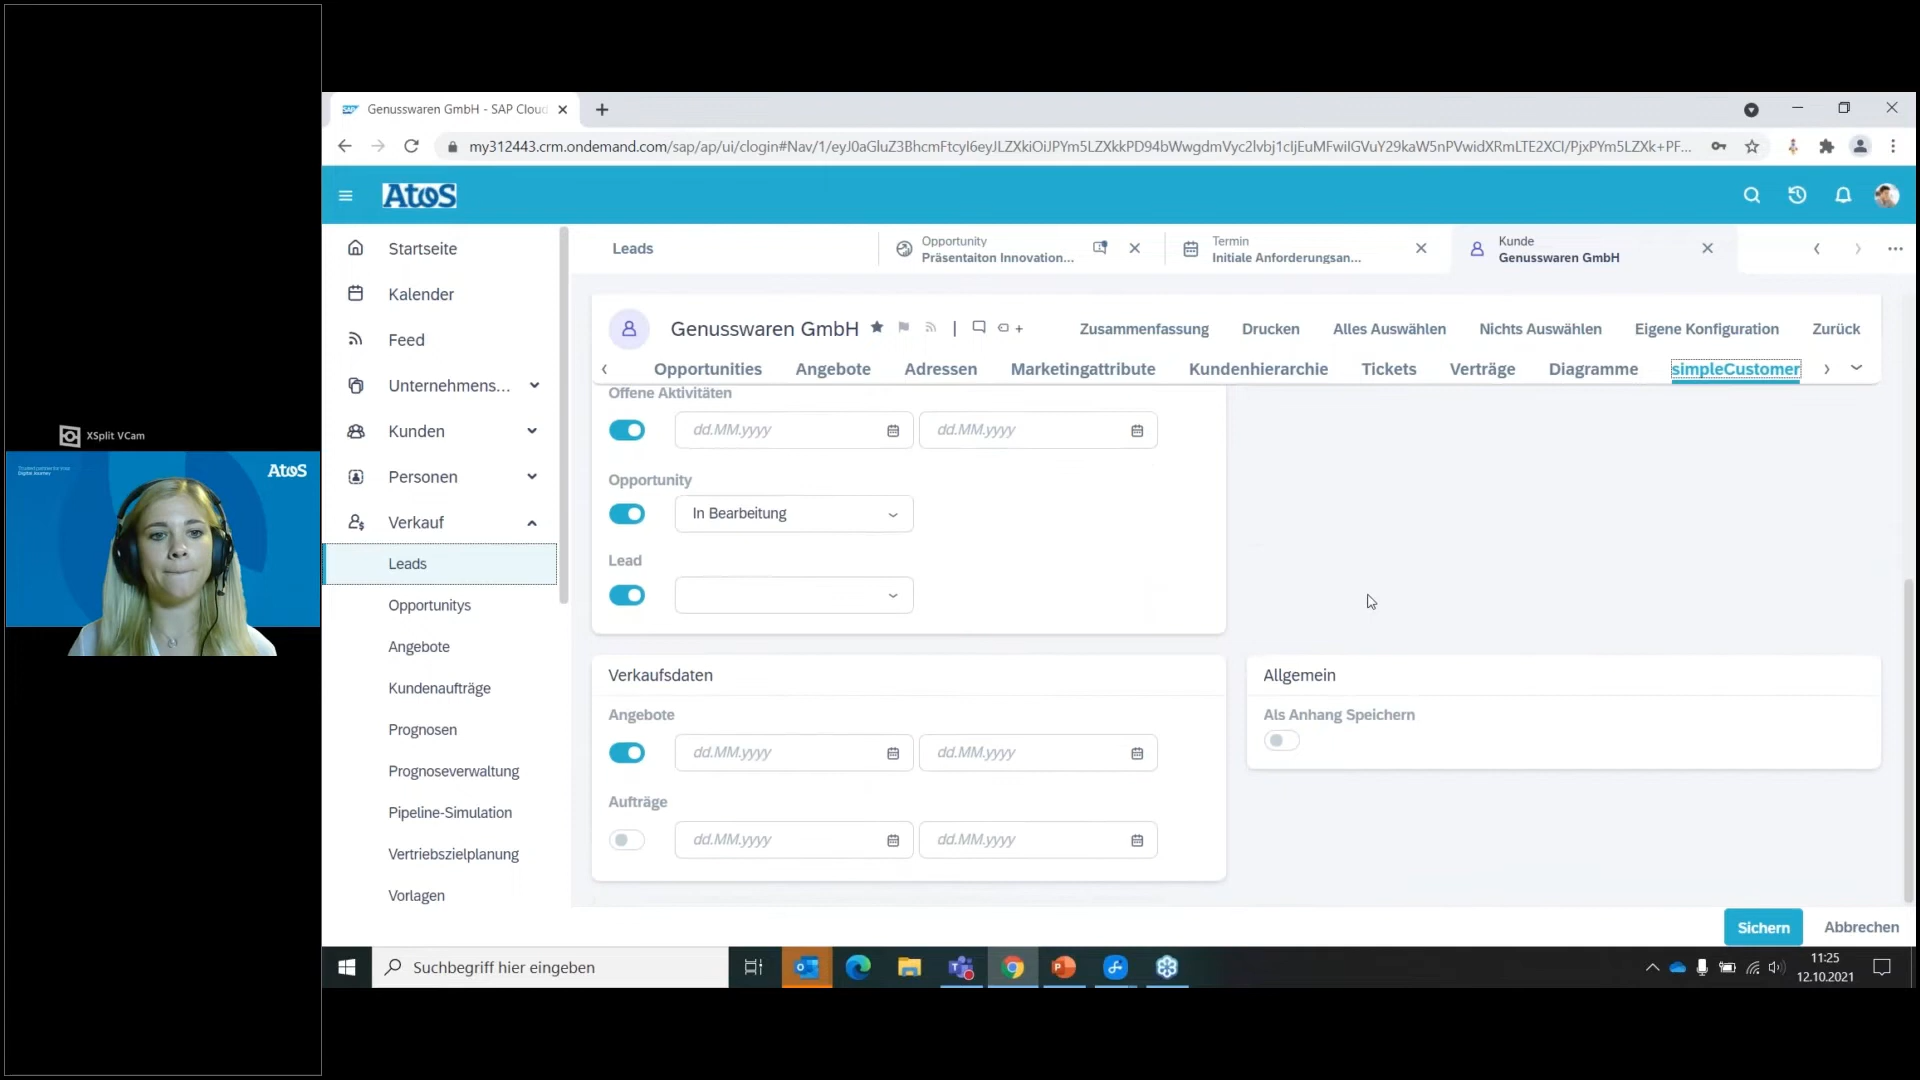 XSplit VCam
Atos
Genusswaren GmbH - SAP Cloud
my312443.crm.ondemand.com/sap/ap/ui/clogin#Nav/1/eyJ0aGluZ3BhcmFtcyI6eyJLZXkiOiJPYm5LZXkkPD94bWwgdmVyc2lvbj1cIjEuMFwiIGVuY29kaW5nPVwidXRmLTE2XCI/PjxPYm5LZXk+PF...
Atos
Startseite
Kalender
Feed
Unternehmens...
Kunden
Personen
Verkauf
Leads
Opportunitys
Angebote
Kundenaufträge
Prognosen
Prognoseverwaltung
Pipeline-Simulation
Vertriebszielplanung
Vorlagen
Leads
Opportunity
Präsentaiton Innovation...
Termin
Initiale Anforderungsan...
Kunde
Genusswaren GmbH
Genusswaren GmbH
Zusammenfassung Drucken Alles Auswählen Nichts Auswählen Eigene Konfiguration Zurück
Opportunities Angebote Adressen Marketingattribute Kundenhierarchie Tickets Verträge Diagramme simpleCustomer
Offene Aktivitäten
dd.MM.yyyy dd.MM.yyyy
Opportunity
In Bearbeitung
Lead
Verkaufsdaten
Angebote
dd.MM.yyyy dd.MM.yyyy
Aufträge
dd.MM.yyyy dd.MM.yyyy
Allgemein
Als Anhang Speichern
Sichern Abbrechen
Suchbegriff hier eingeben
11:25
12.10.2021